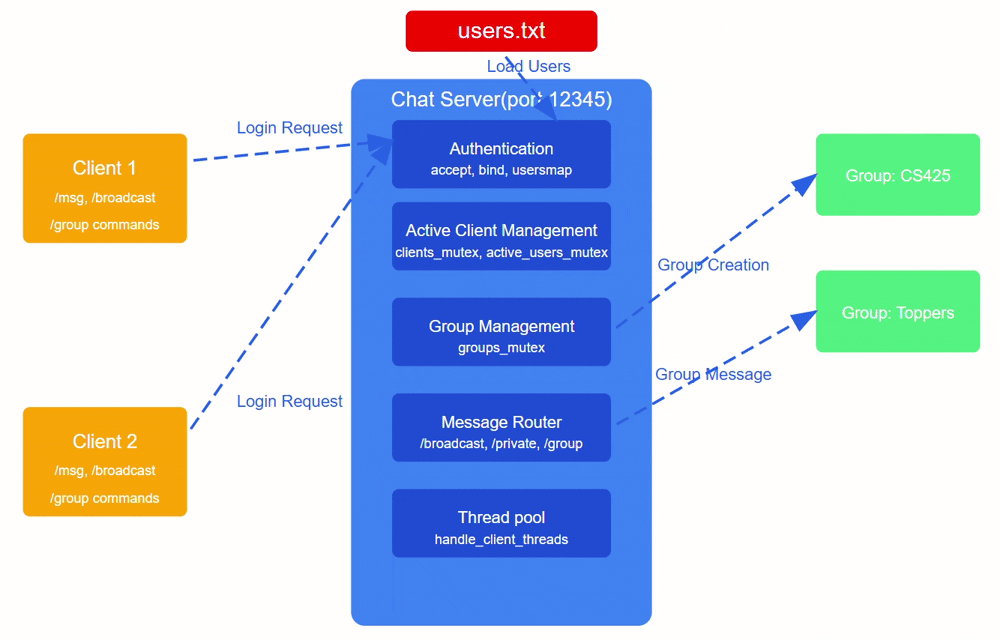 users.txt
Load Users
Chat Server(port 12345)
Login Request
Client 1
/msg, /broadcast
/group commands
Authentication
accept, bind, usersmap
Active Client Management
clients_mutex, active_users_mutex
Group Management
groups_mutex
Message Router
/broadcast, /private, /group
Thread pool
handle_client_threads
Login Request
Client 2
/msg, /broadcast
/group commands
Group Creation
Group: CS425
Group Message
Group: Toppers